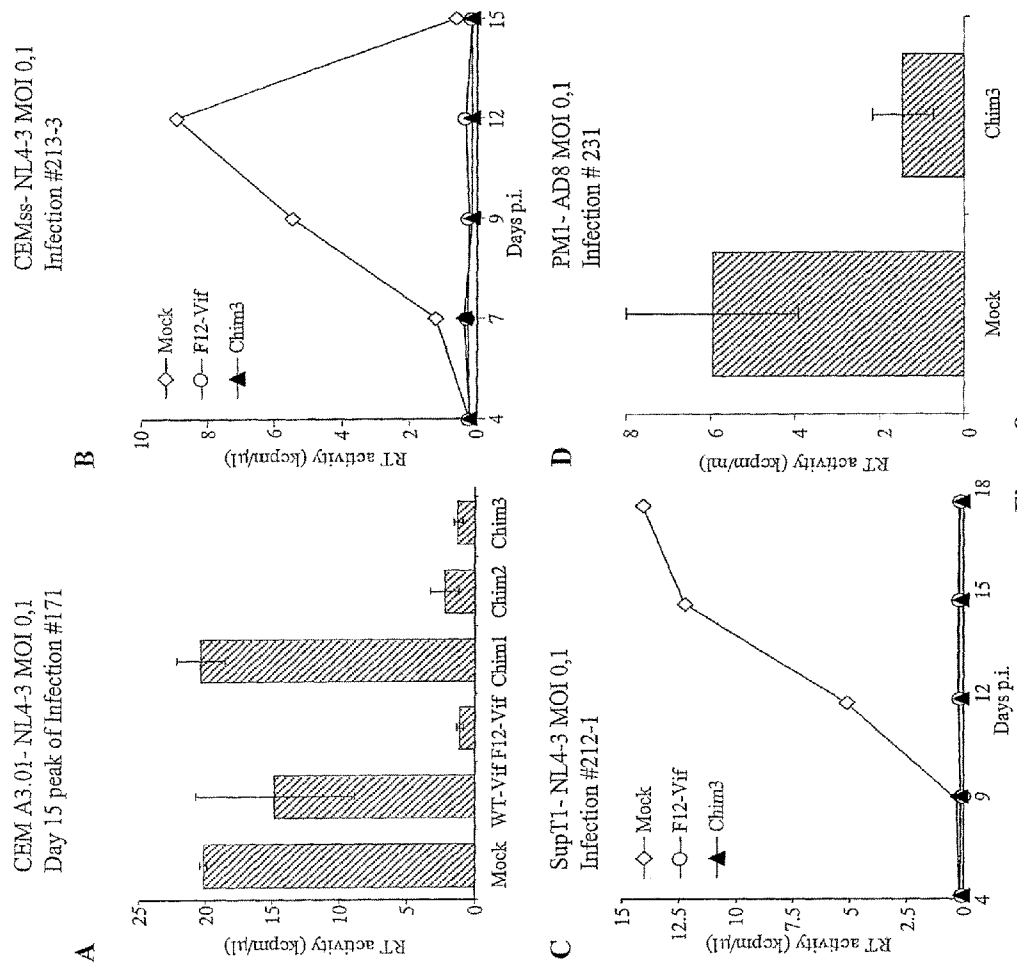 A
CEM A3.01- NL4-3 MOI 0,1
Day 15 peak of Infection #171
RT activity (kcpm/µl)
25
20
15
10
5
0
Mock WT-Vif F12-Vif Chim1 Chim2 Chim3
B
CEMss- NL4-3 MOI 0,1
Infection #213-3
Mock
F12-Vif
Chim3
RT activity (kcpm/µl)
10
8
6
4
2
0
4 7 9 12 15
Days p.i.
C
SupT1- NL4-3 MOI 0,1
Infection #212-1
Mock
F12-Vif
Chim3
RT activity (kcpm/µl)
15
12.5
7.5
5
2.5
0
4 9 12 15 18
Days p.i.
D
PM1- AD8 MOI 0,1
Infection # 231
RT activity (kcpm/ml)
8
6
4
2
0
Mock Chim3